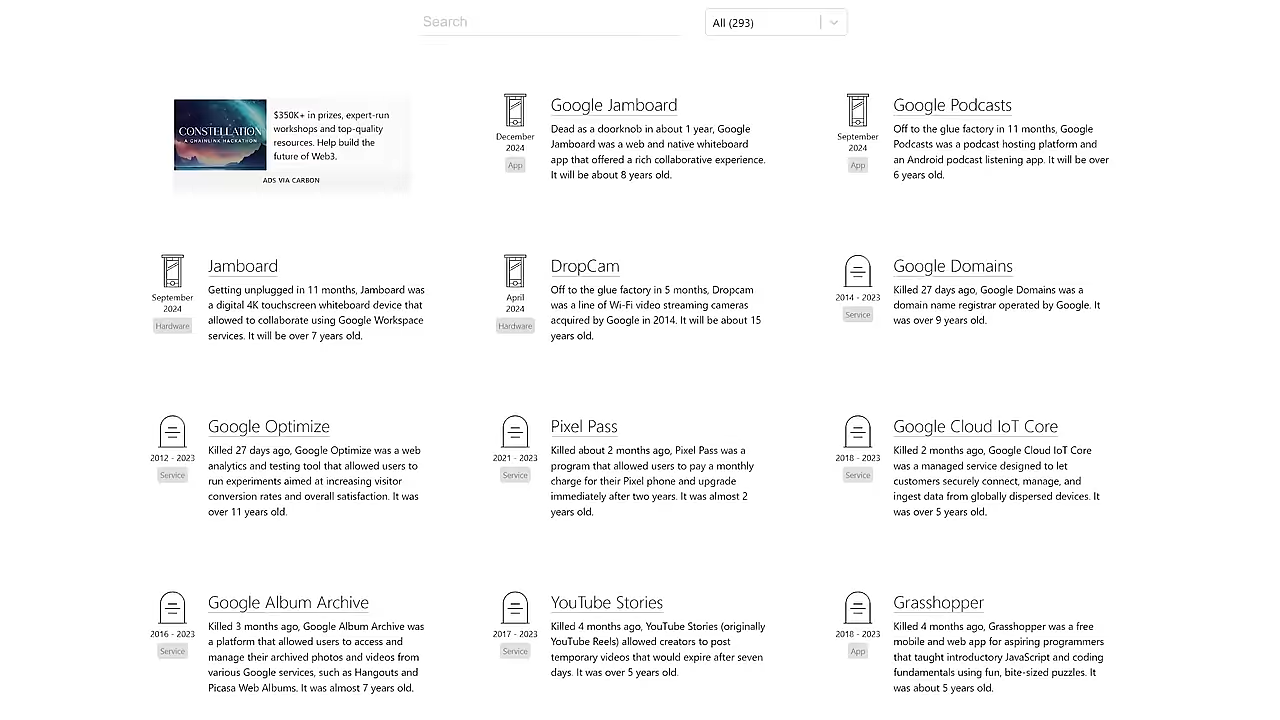 Search
All (293)
CONSTELLATION
A CHAINLINK HACKATHON
$350K+ in prizes, expert-run
workshops and top-quality
resources. Help build the
future of Web3.
ADS VIA CARBON
December
2024
App
Google Jamboard
Dead as a doorknob in about 1 year, Google
Jamboard was a web and native whiteboard
app that offered a rich collaborative experience.
It will be about 8 years old.
September
2024
App
Google Podcasts
Off to the glue factory in 11 months, Google
Podcasts was a podcast hosting platform and
an Android podcast listening app. It will be over
6 years old.
September
2024
Hardware
Jamboard
Getting unplugged in 11 months, Jamboard was
a digital 4K touchscreen whiteboard device that
allowed to collaborate using Google Workspace
services. It will be over 7 years old.
April
2024
Hardware
DropCam
Off to the glue factory in 5 months, Dropcam
was a line of Wi-Fi video streaming cameras
acquired by Google in 2014. It will be about 15
years old.
2014 - 2023
Service
Google Domains
Killed 27 days ago, Google Domains was a
domain name registrar operated by Google. It
was over 9 years old.
2012 - 2023
Service
Google Optimize
Killed 27 days ago, Google Optimize was a web
analytics and testing tool that allowed users to
run experiments aimed at increasing visitor
conversion rates and overall satisfaction. It was
over 11 years old.
2021 - 2023
Service
Pixel Pass
Killed about 2 months ago, Pixel Pass was a
program that allowed users to pay a monthly
charge for their Pixel phone and upgrade
immediately after two years. It was almost 2
years old.
2018 - 2023
Service
Google Cloud IoT Core
Killed 2 months ago, Google Cloud IoT Core
was a managed service designed to let
customers securely connect, manage, and
ingest data from globally dispersed devices. It
was over 5 years old.
2016 - 2023
Service
Google Album Archive
Killed 3 months ago, Google Album Archive was
a platform that allowed users to access and
manage their archived photos and videos from
various Google services, such as Hangouts and
Picasa Web Albums. It was almost 7 years old.
2017 - 2023
Service
YouTube Stories
Killed 4 months ago, YouTube Stories (originally
YouTube Reels) allowed creators to post
temporary videos that would expire after seven
days. It was over 5 years old.
2018 - 2023
App
Grasshopper
Killed 4 months ago, Grasshopper was a free
mobile and web app for aspiring programmers
that taught introductory JavaScript and coding
fundamentals using fun, bite-sized puzzles. It
was about 5 years old.